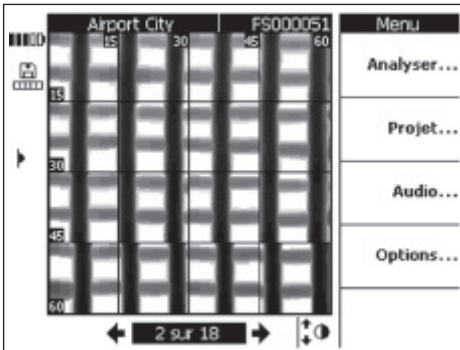 Airport City FS000051 Menu
15 30 45 60
Analyser...
15
Projet...
30
Audio...
45
Options...
60
2 sur 18